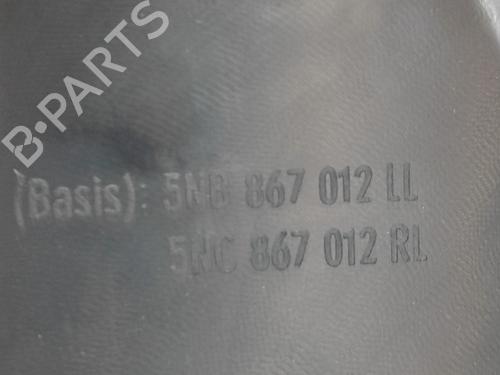 B-PARTS
(Basis): 5NB 867 012 LL
5NC 867 012 RL